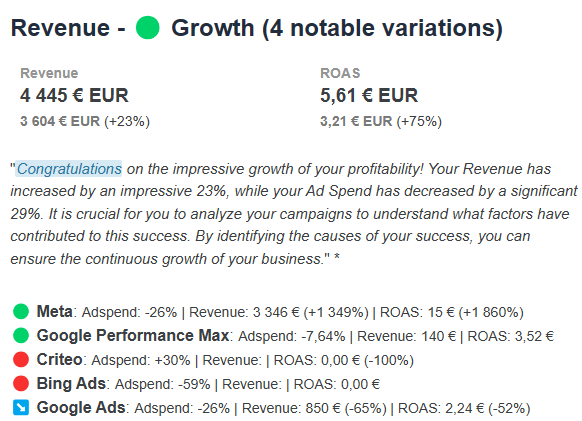 Revenue - Growth (4 notable variations)
Revenue ROAS
4 445 € EUR 5,61 € EUR
3 604 € EUR (+23%) 3,21 € EUR (+75%)
"Congratulations on the impressive growth of your profitability! Your Revenue has
increased by an impressive 23%, while your Ad Spend has decreased by a significant
29%. It is crucial for you to analyze your campaigns to understand what factors have
contributed to this success. By identifying the causes of your success, you can
ensure the continuous growth of your business." *
Meta: Adspend: -26% | Revenue: 3 346 € (+1 349%) | ROAS: 15 € (+1 860%)
Google Performance Max: Adspend: -7,64% | Revenue: 140 € | ROAS: 3,52 €
Criteo: Adspend: +30% | Revenue: | ROAS: 0,00 € (-100%)
Bing Ads: Adspend: -59% | Revenue: | ROAS: 0,00 €
Google Ads: Adspend: -26% | Revenue: 850 € (-65%) | ROAS: 2,24 € (-52%)